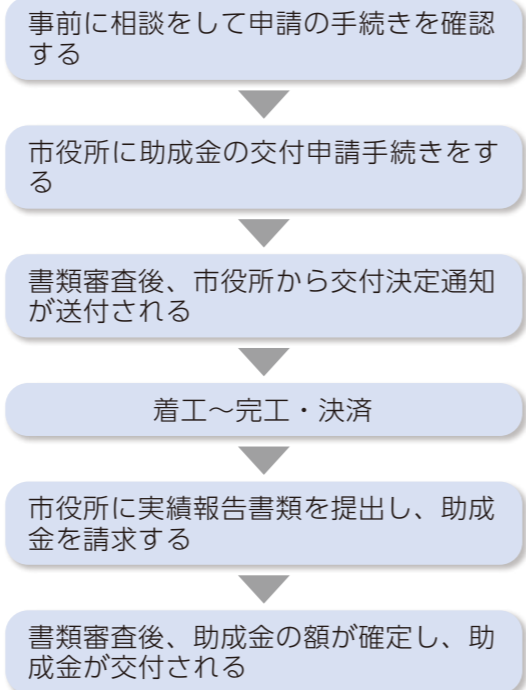 事前に相談をして申請の手続きを確認
する
市役所に助成金の交付申請手続きをす
る
書類審査後、市役所から交付決定通知
が送付される
着工〜完工・決済
市役所に実績報告書類を提出し、助成
金を請求する
書類審査後、助成金の額が確定し、助
成金が交付される